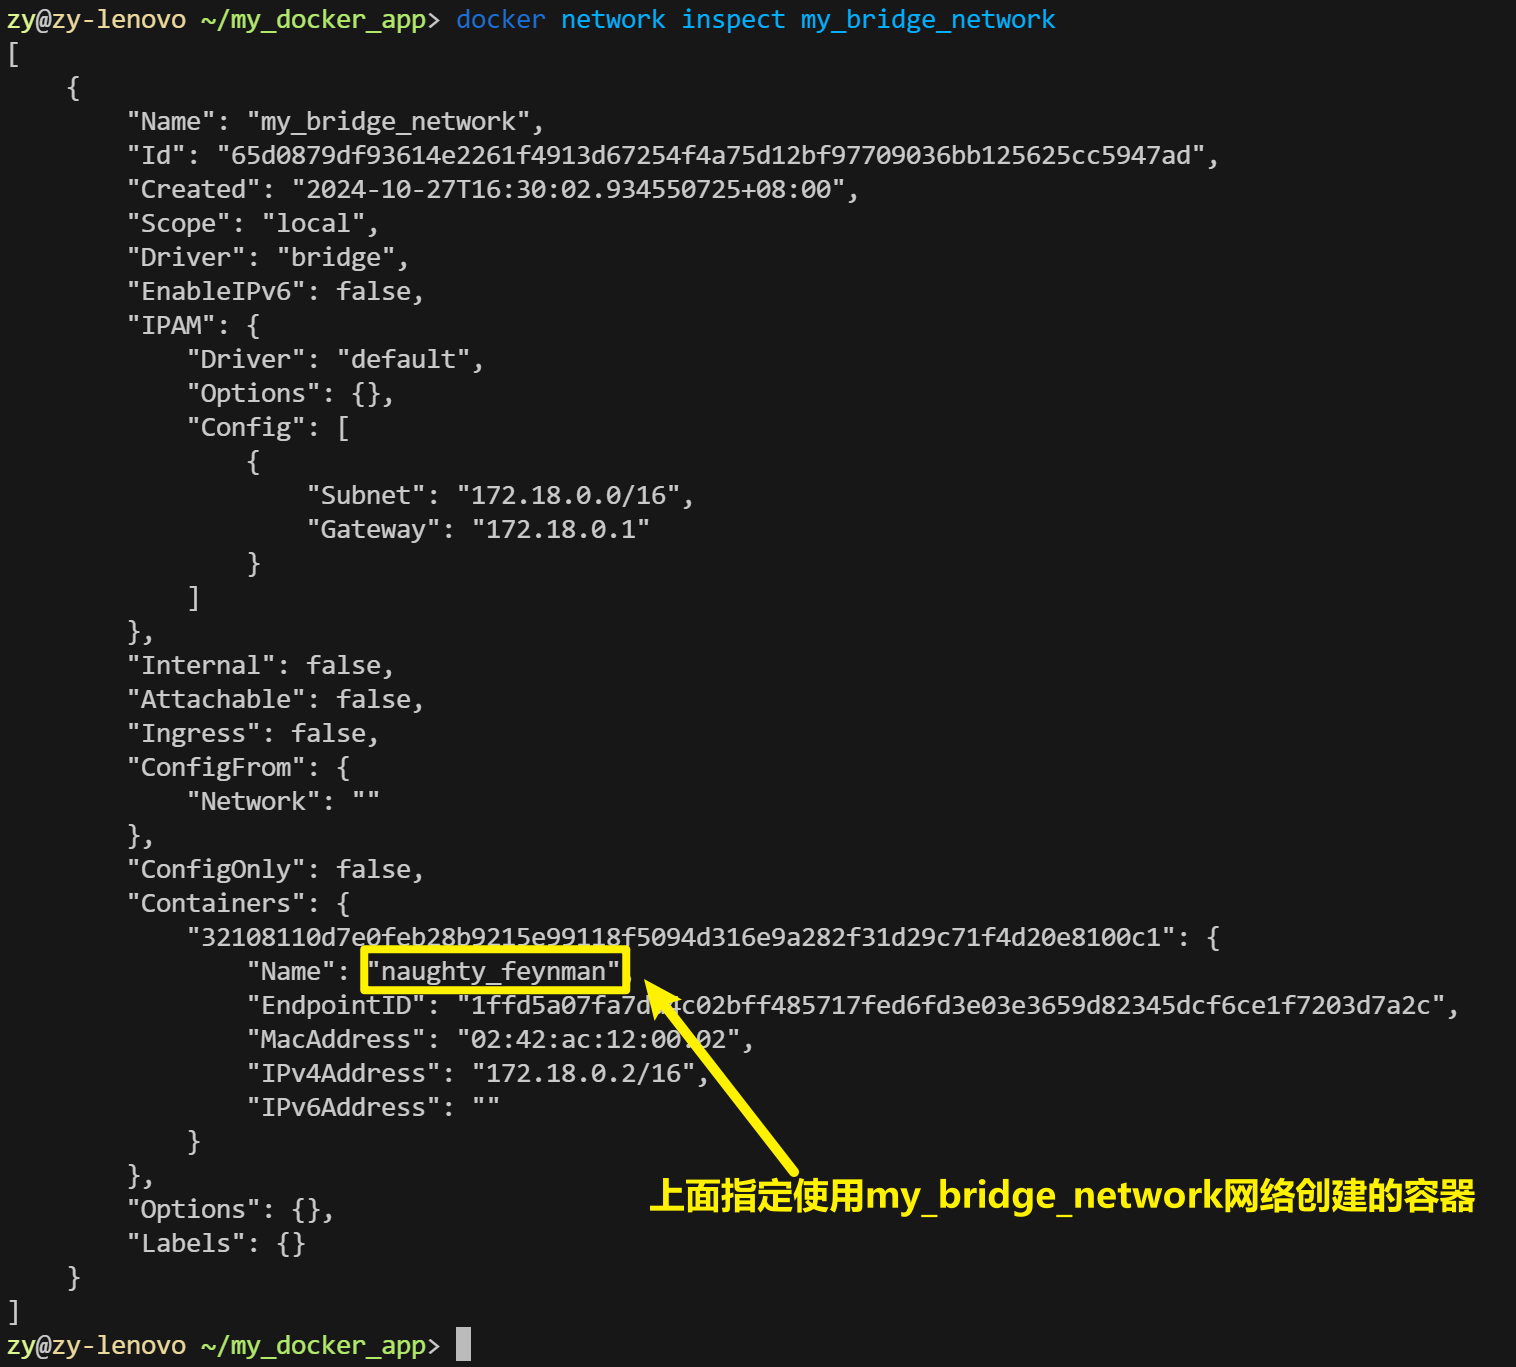 zy@zy-lenovo ~/my_docker_app> docker network inspect my_bridge_network
[
    {
        "Name": "my_bridge_network",
        "Id": "65d0879df93614e2261f4913d67254f4a75d12bf97709036bb125625cc5947ad",
        "Created": "2024-10-27T16:30:02.934550725+08:00",
        "Scope": "local",
        "Driver": "bridge",
        "EnableIPv6": false,
        "IPAM": {
            "Driver": "default",
            "Options": {},
            "Config": [
                {
                    "Subnet": "172.18.0.0/16",
                    "Gateway": "172.18.0.1"
                }
            ]
        },
        "Internal": false,
        "Attachable": false,
        "Ingress": false,
        "ConfigFrom": {
            "Network": ""
        },
        "ConfigOnly": false,
        "Containers": {
            "32108110d7e0feb28b9215e99118f5094d316e9a282f31d29c71f4d20e8100c1": {
                "Name": "naughty_feynman"
                "EndpointID":
                "MacAddress": "02:42:ac:12:00:02",
                "IPv4Address": "172.18.0.2/16",
                "IPv6Address": ""
            }
        },
上面指定使用my_bridge_network网络创建的容器
        "Options": {},
        "Labels": {}
    }
]
zy@zy-lenovo ~/my_docker_app>